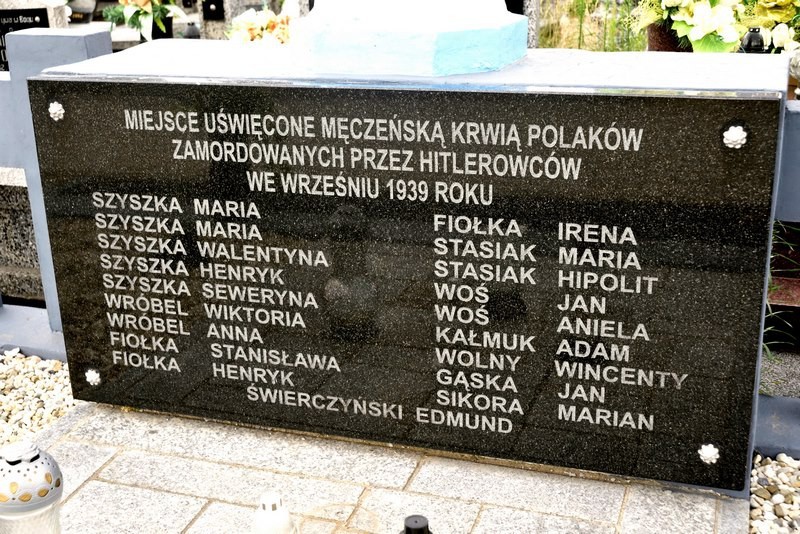 MIEJSCE UŚWIĘCONE MĘCZEŃSKĄ KRWIĄ POLAKÓW
ZAMORDOWANYCH PRZEZ HITLEROWCÓW
WE WRZEŚNIU 1939 ROKU
SZYSZKA MARIA
SZYSZKA MARIA
SZYSZKA WALENTYNA
SZYSZKA HENRYK
SZYSZKA SEWERYNA
WRÓBEL WIKTORIA
WRÓBEL ANNA
FIOŁKA STANISŁAWA
FIOŁKA HENRYK
FIOŁKA IRENA
STASIAK MARIA
STASIAK HIPOLIT
WOŚ JAN
WOŚ ANIELA
KAŁMUK ADAM
WOLNY WINCENTY
GĄSKA JAN
SIKORA MARIAN
ŚWIERCZYŃSKI EDMUND